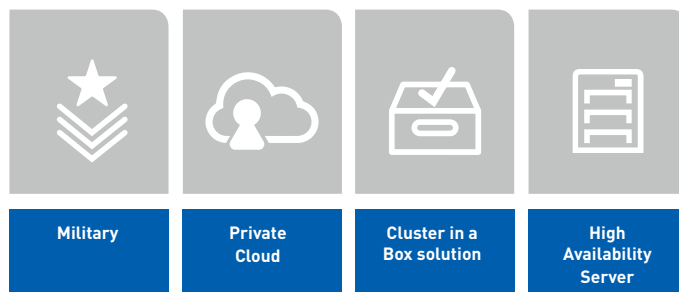 Military
Private
Cloud
Cluster in a
Box solution
High
Availability
Server